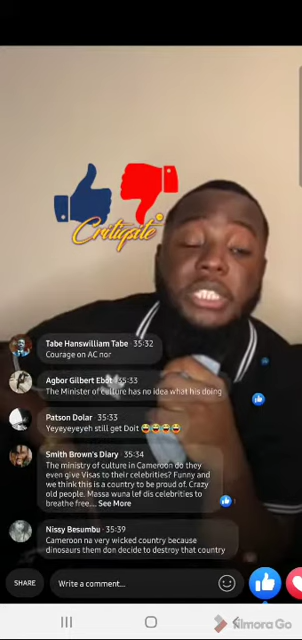 Critiqate
Tabe Hanswilliam Tabe · 35:32
Courage on AC nor
Agbor Gilbert Ebot · 35:33
The Minister of culture has no idea what his doing
Patson Dolar · 35:33
Yeyeyeyeyeh still get Doit 😂😂😂😂
Smith Brown's Diary · 35:34
The ministry of culture in Cameroon do they
even give Visas to their celebrities? Funny and
we think this is a country to be proud of. Crazy
old people. Massa wuna lef dis celebrities to
breathe free.... See More
Nissy Besumbu · 35:39
Cameroon na very wicked country because
dinosaurs them don decide to destroy that country
SHARE
Write a comment...
Filmora Go